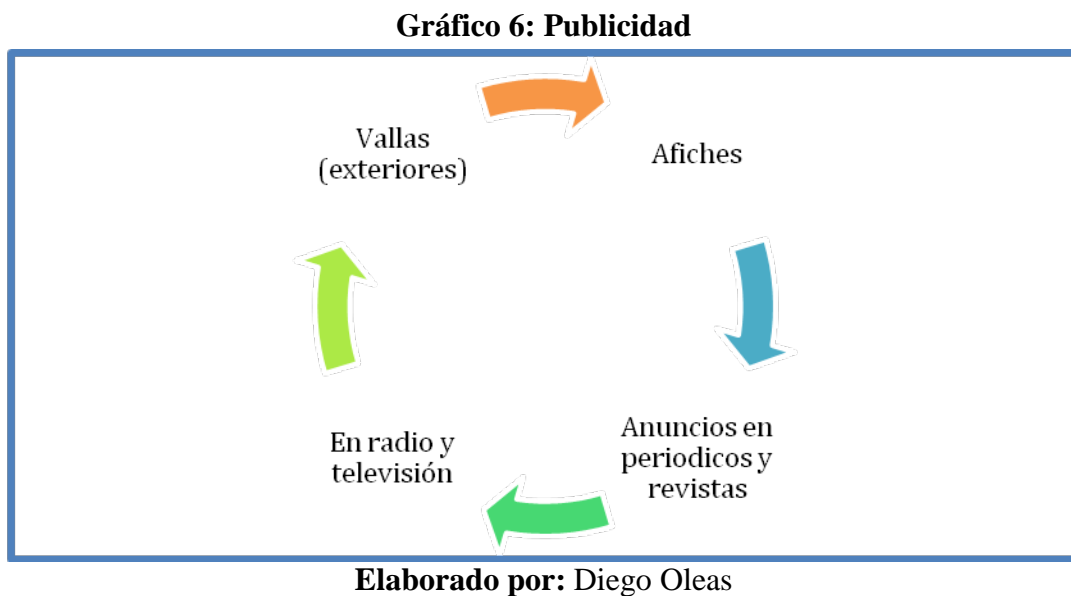 Gráfico 6: Publicidad
Vallas
(exteriores)
Afiches
En radio y
televisión
Anuncios en
periodicos y
revistas
Elaborado por: Diego Oleas